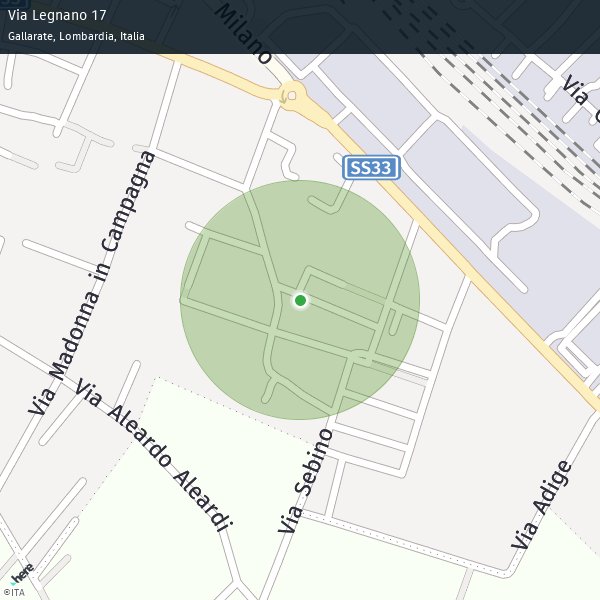 Via Legnano 17
Gallarate, Lombardia, Italia
Milano
SS33
Via Madonna in Campagna
Via Aleardo Aleardi
Via Sebino
Via Adige
here
©ITA